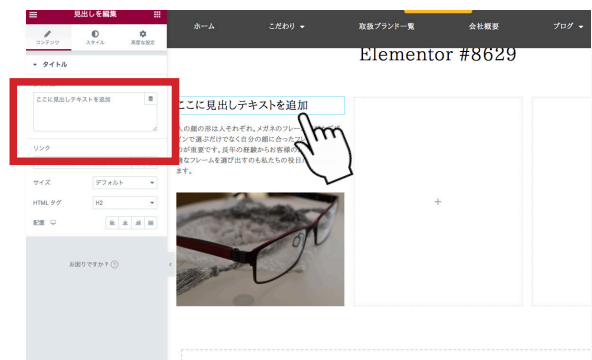 見出しを編集
コンテンツ
スタイル
高度な設定
タイトル
ここに見出しテキストを追加
リンク
サイズ
デフォルト
HTML タグ
H2
配置
お困りですか ?
ホーム
こだわり
取扱ブランド一覧
会社概要
ブログ
Elementor #8629
ここに見出しテキストを追加
人の顔の形は人それぞれ。メガネのフレー
インで選ぶだけでなく自分の顔に合ったフレ
のが重要です。長年の経験からお客様の
適なフレームを選び出すのも私たちの役目
ます。